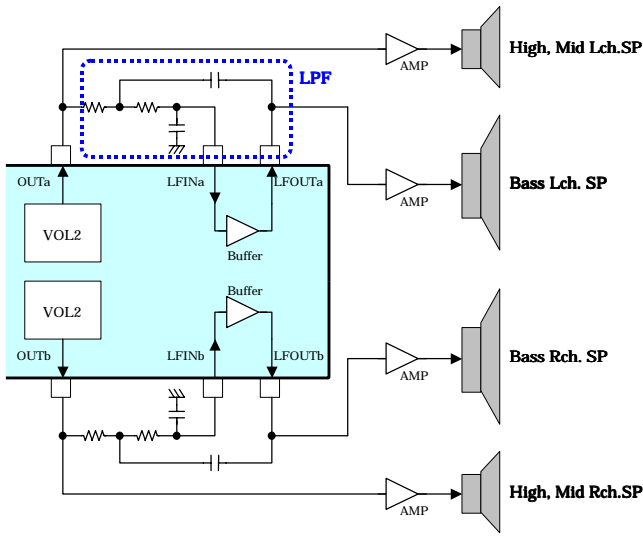 High, Mid Lch.SP
AMP
LPF
Bass Lch. SP
AMP
OUTa
LFINa
LFOUTa
VOL2
Buffer
VOL2
Buffer
OUTb
LFINb
LFOUTb
Bass Rch. SP
AMP
High, Mid Rch.SP
AMP